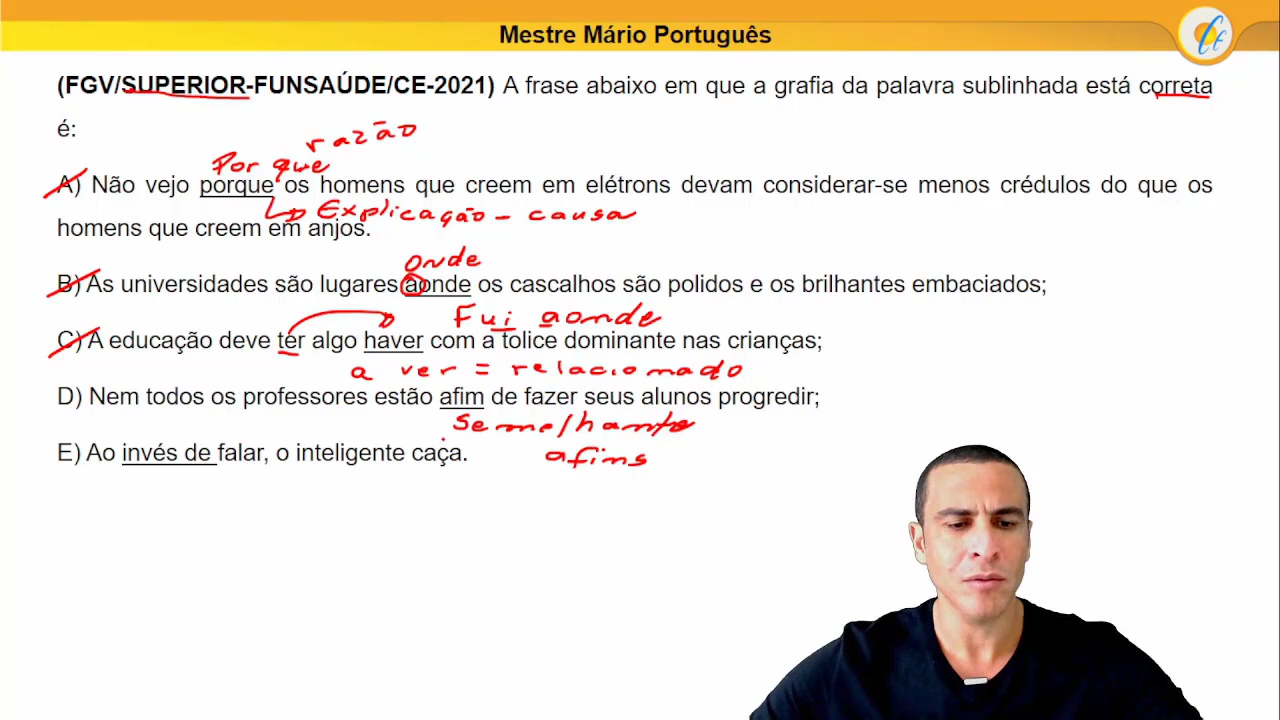 Mestre Mário Português
(FGV/SUPERIOR-FUNSAÚDE/CE-2021) A frase abaixo em que a grafia da palavra sublinhada está correta
é:
razão
Por que
A) Não vejo porque os homens que creem em elétrons devam considerar-se menos crédulos do que os
Explicação - causa
homens que creem em anjos.
onde
B) As universidades são lugares aonde os cascalhos são polidos e os brilhantes embaciados;
Fui aonde
C) A educação deve ter algo haver com a tolice dominante nas crianças;
a ver = relacionado
D) Nem todos os professores estão afim de fazer seus alunos progredir;
semelhante
E) Ao invés de falar, o inteligente caça.
afins